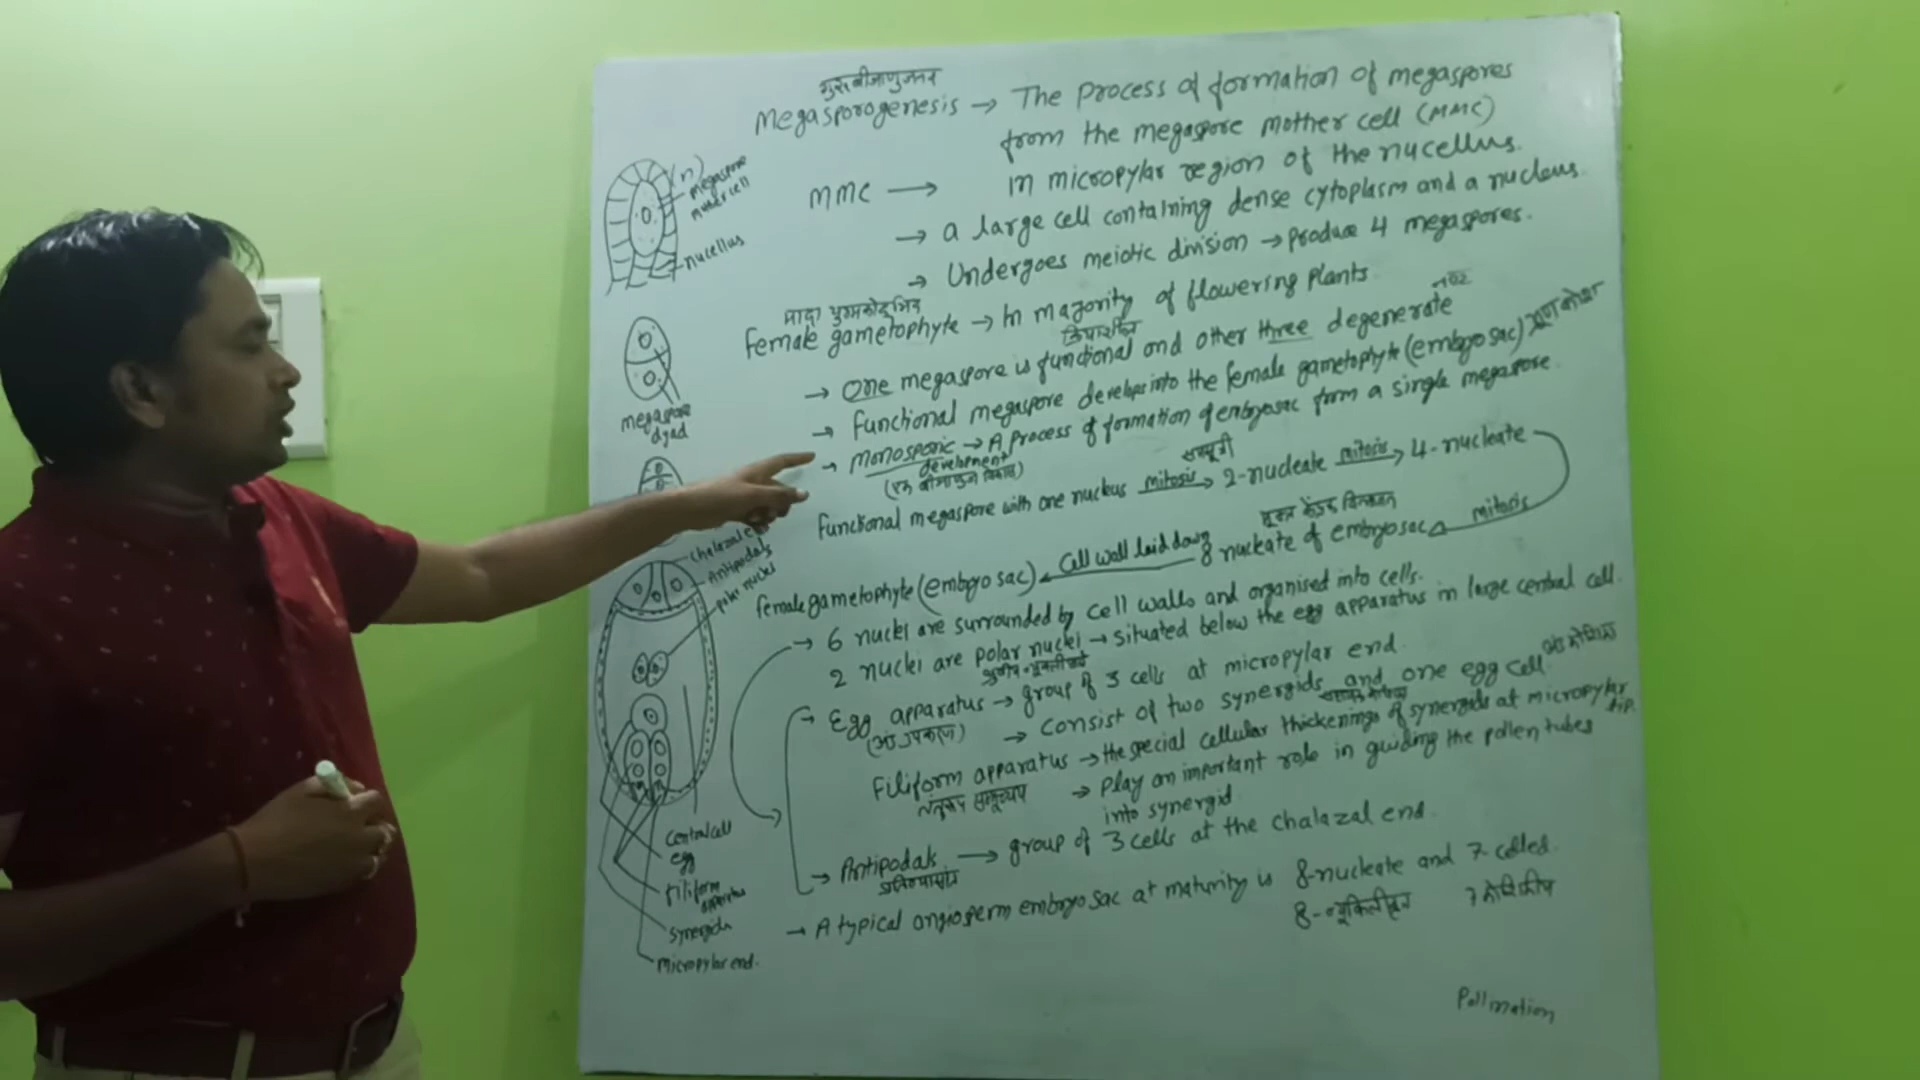 गुरुबीजाणुजनन
Megasporogenesis → The process of formation of megaspores
from the megaspore mother cell (MMC)
MMC → in micropylar region of the nucellus.
→ a large cell containing dense cytoplasm and a nucleus.
→ Undergoes meiotic division → produce 4 megaspores.
मादा युग्मकोद्भिद
Female gametophyte → In majority of flowering plants
→ One megaspore is functional and other three degenerate
→ functional megaspore develops into the female gametophyte (embryo sac) भ्रूण कोश
→ monosporic → A process of formation of embryosac from a single megaspore.
development
functional megaspore with one nucleus mitosis → 2-nucleate mitosis → 4-nucleate
mitosis
8 nucleate of embryosac
Cell wall laid down
female gametophyte (embryo sac)
→ 6 nuclei are surrounded by cell walls and organised into cells.
2 nuclei are polar nuclei → situated below the egg apparatus in large central cell.
→ Egg apparatus → group of 3 cells at micropylar end.
→ consist of two synergids and one egg cell
Filiform apparatus → the special cellular thickenings of synergids at micropylar tip.
→ Play an important role in guiding the pollen tubes
into synergid
→ Antipodals → group of 3 cells at the chalazal end.
→ A typical angiosperm embryo sac at maturity is 8-nucleate and 7 celled.
Pollination
(n)
megaspore
mother cell
nucellus
megaspore
dyad
chalazal
Antipodals
polar nuclei
central cell
egg
filiform
apparatus
synergids
micropylar end.